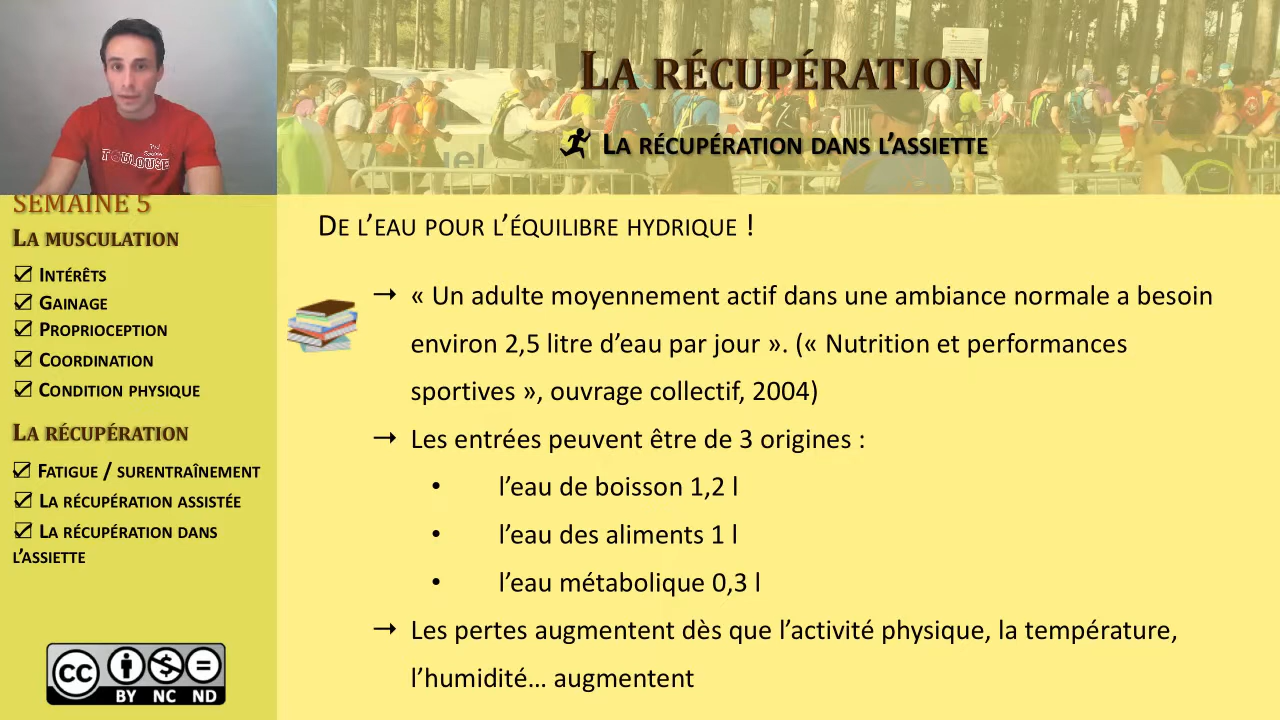 LA RÉCUPÉRATION
LA RÉCUPÉRATION DANS L'ASSIETTE
TOULOUSE
SEMAINE 5
LA MUSCULATION
☑ INTÉRÊTS
☑ GAINAGE
☑ PROPRIOCEPTION
☑ COORDINATION
☑ CONDITION PHYSIQUE
LA RÉCUPÉRATION
☑ FATIGUE / SURENTRAÎNEMENT
☑ LA RÉCUPÉRATION ASSISTÉE
☑ LA RÉCUPÉRATION DANS
L'ASSIETTE
CC BY NC ND
DE L'EAU POUR L'ÉQUILIBRE HYDRIQUE !
→ « Un adulte moyennement actif dans une ambiance normale a besoin
environ 2,5 litre d'eau par jour ». (« Nutrition et performances
sportives », ouvrage collectif, 2004)
→ Les entrées peuvent être de 3 origines :
• l'eau de boisson 1,2 l
• l'eau des aliments 1 l
• l'eau métabolique 0,3 l
→ Les pertes augmentent dès que l'activité physique, la température,
l'humidité… augmentent